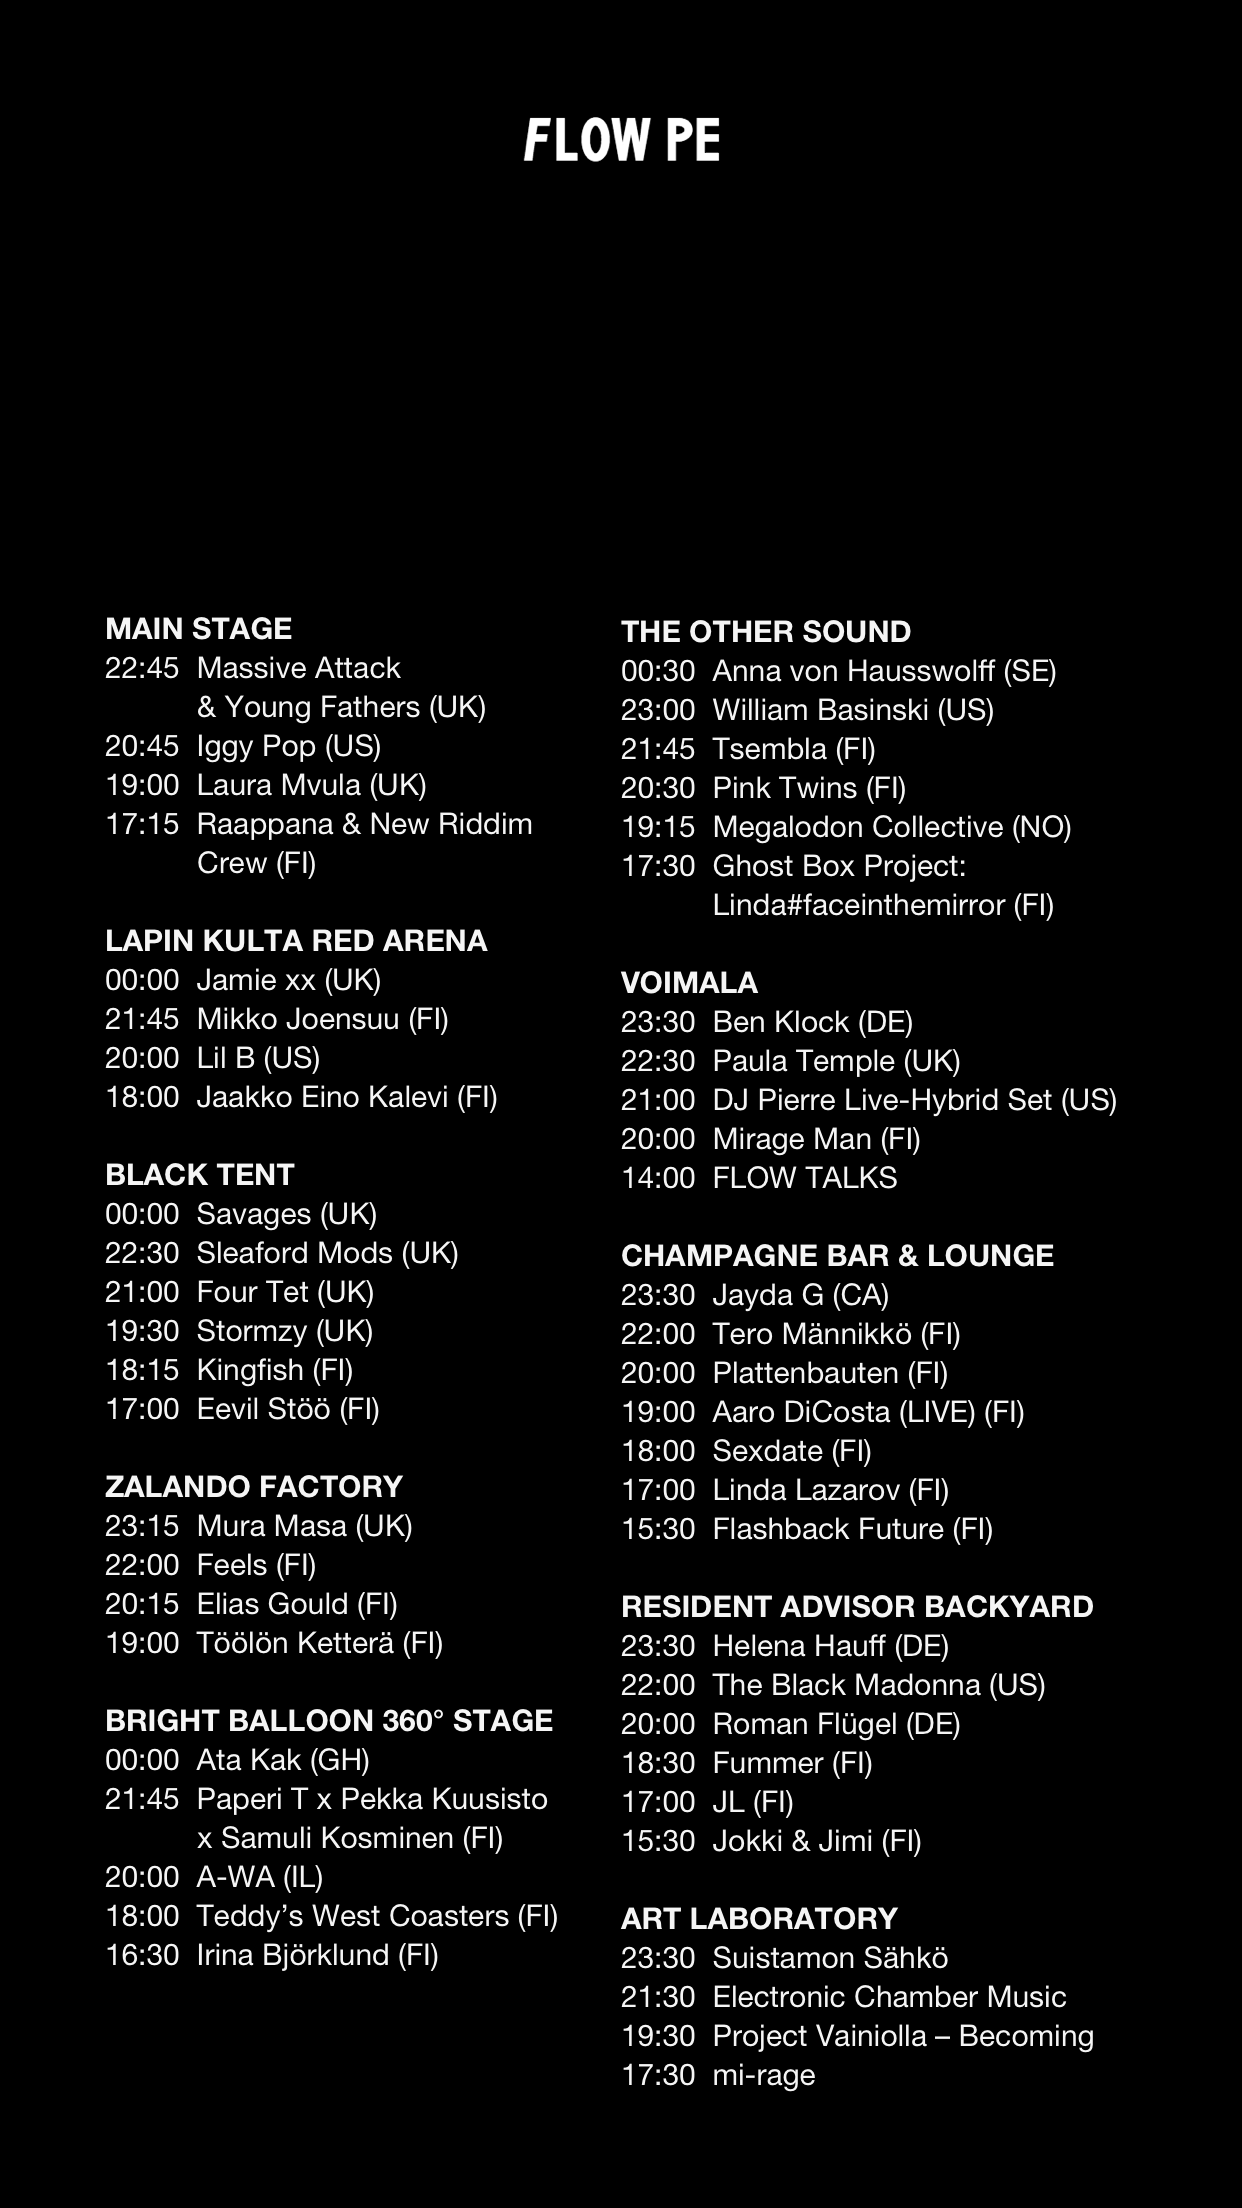 FLOW PE
MAIN STAGE
22:45 Massive Attack
& Young Fathers (UK)
20:45 Iggy Pop (US)
19:00 Laura Mvula (UK)
17:15 Raappana & New Riddim
Crew (FI)
LAPIN KULTA RED ARENA
00:00 Jamie xx (UK)
21:45 Mikko Joensuu (FI)
20:00 Lil B (US)
18:00 Jaakko Eino Kalevi (FI)
BLACK TENT
00:00 Savages (UK)
22:30 Sleaford Mods (UK)
21:00 Four Tet (UK)
19:30 Stormzy (UK)
18:15 Kingfish (FI)
17:00 Eevil Stöö (FI)
ZALANDO FACTORY
23:15 Mura Masa (UK)
22:00 Feels (FI)
20:15 Elias Gould (FI)
19:00 Töölön Ketterä (FI)
BRIGHT BALLOON 360° STAGE
00:00 Ata Kak (GH)
21:45 Paperi T x Pekka Kuusisto
x Samuli Kosminen (FI)
20:00 A-WA (IL)
18:00 Teddy’s West Coasters (FI)
16:30 Irina Björklund (FI)
THE OTHER SOUND
00:30 Anna von Hausswolff (SE)
23:00 William Basinski (US)
21:45 Tsembla (FI)
20:30 Pink Twins (FI)
19:15 Megalodon Collective (NO)
17:30 Ghost Box Project:
Linda#faceinthemirror (FI)
VOIMALA
23:30 Ben Klock (DE)
22:30 Paula Temple (UK)
21:00 DJ Pierre Live-Hybrid Set (US)
20:00 Mirage Man (FI)
14:00 FLOW TALKS
CHAMPAGNE BAR & LOUNGE
23:30 Jayda G (CA)
22:00 Tero Männikkö (FI)
20:00 Plattenbauten (FI)
19:00 Aaro DiCosta (LIVE) (FI)
18:00 Sexdate (FI)
17:00 Linda Lazarov (FI)
15:30 Flashback Future (FI)
RESIDENT ADVISOR BACKYARD
23:30 Helena Hauff (DE)
22:00 The Black Madonna (US)
20:00 Roman Flügel (DE)
18:30 Fummer (FI)
17:00 JL (FI)
15:30 Jokki & Jimi (FI)
ART LABORATORY
23:30 Suistamon Sähkö
21:30 Electronic Chamber Music
19:30 Project Vainiolla – Becoming
17:30 mi-rage